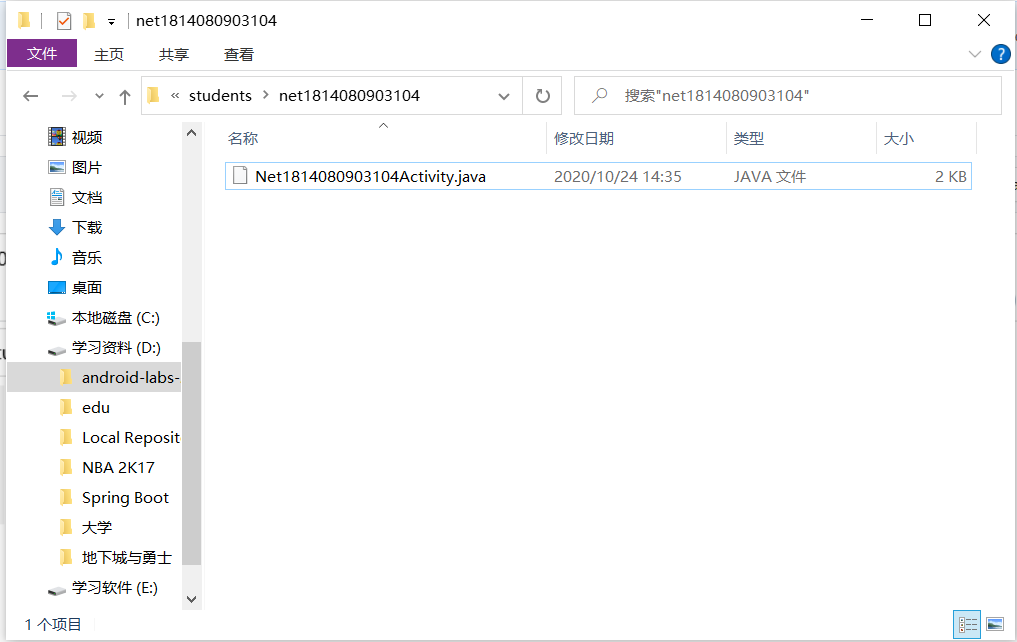 net1814080903104
文件 主页 共享 查看
« students net1814080903104 搜索"net1814080903104"
名称 修改日期 类型 大小
Net1814080903104Activity.java 2020/10/24 14:35 JAVA 文件 2 KB
视频
图片
文档
下载
音乐
桌面
本地磁盘 (C:)
学习资料 (D:)
android-labs-
edu
Local Reposit
NBA 2K17
Spring Boot
大学
地下城与勇士
学习软件 (E:)
1 个项目